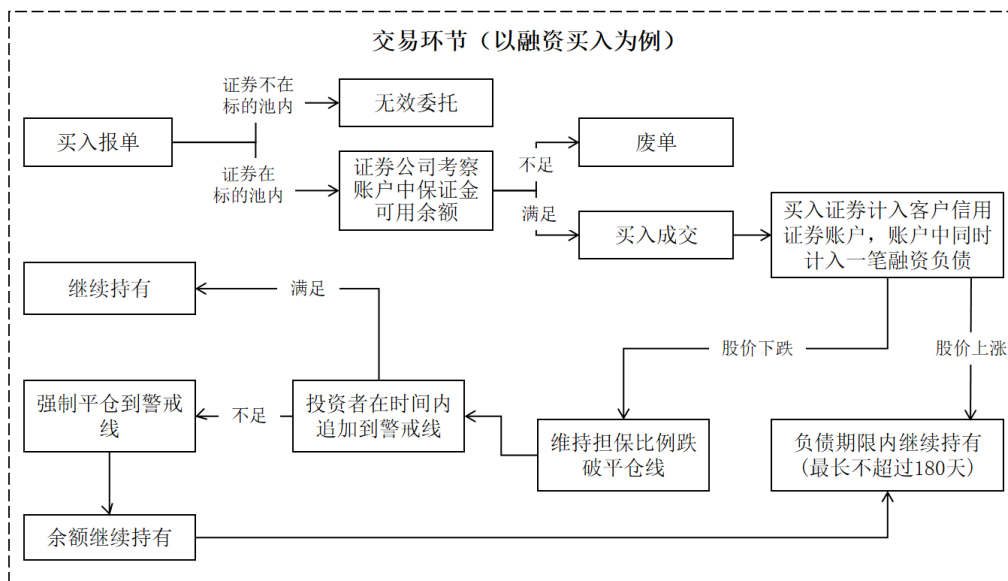 交易环节（以融资买入为例）
证券不在
标的池内
无效委托
买入报单
证券在
标的池内
证券公司考察
账户中保证金
可用余额
不足
废单
满足
买入成交
买入证券计入客户信用
证券账户，账户中同时
计入一笔融资负债
继续持有
满足
股价下跌
股价上涨
强制平仓到警戒
线
不足
投资者在时间内
追加到警戒线
维持担保比例跌
破平仓线
负债期限内继续持有
(最长不超过180天)
余额继续持有